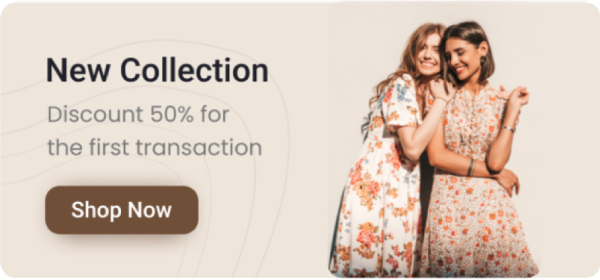 New Collection
Discount 50% for
the first transaction
Shop Now